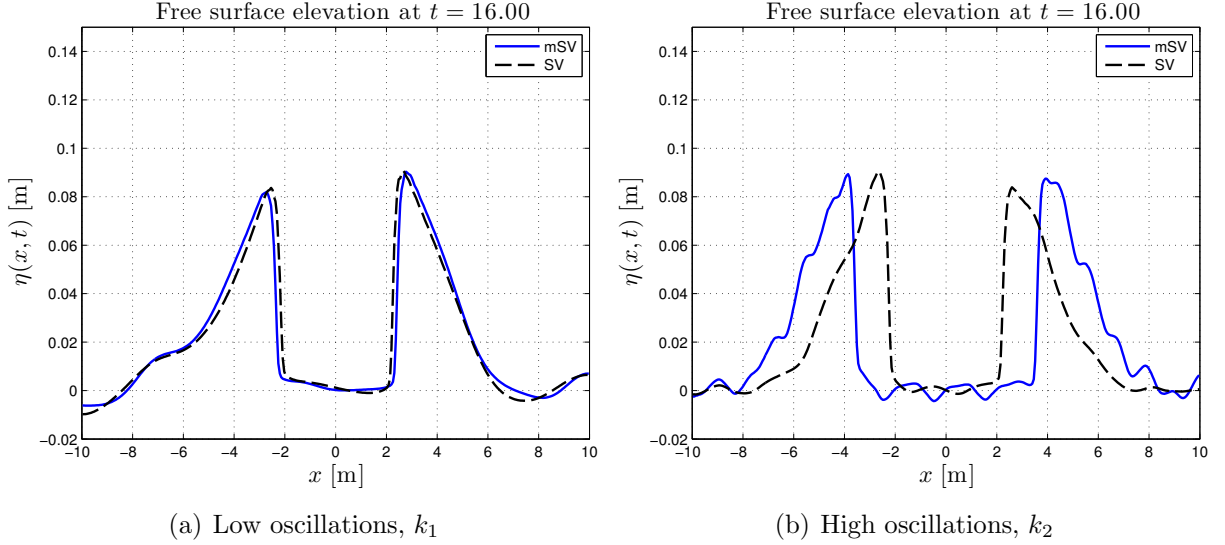 Free surface elevation at t = 16.00
mSV
SV
0.14
0.12
0.1
0.08
0.06
0.04
0.02
0
−0.02
η(x, t) [m]
−10 −8 −6 −4 −2 0 2 4 6 8 10
x [m]
(a) Low oscillations, k₁
Free surface elevation at t = 16.00
mSV
SV
0.14
0.12
0.1
0.08
0.06
0.04
0.02
0
−0.02
η(x, t) [m]
−10 −8 −6 −4 −2 0 2 4 6 8 10
x [m]
(b) High oscillations, k₂